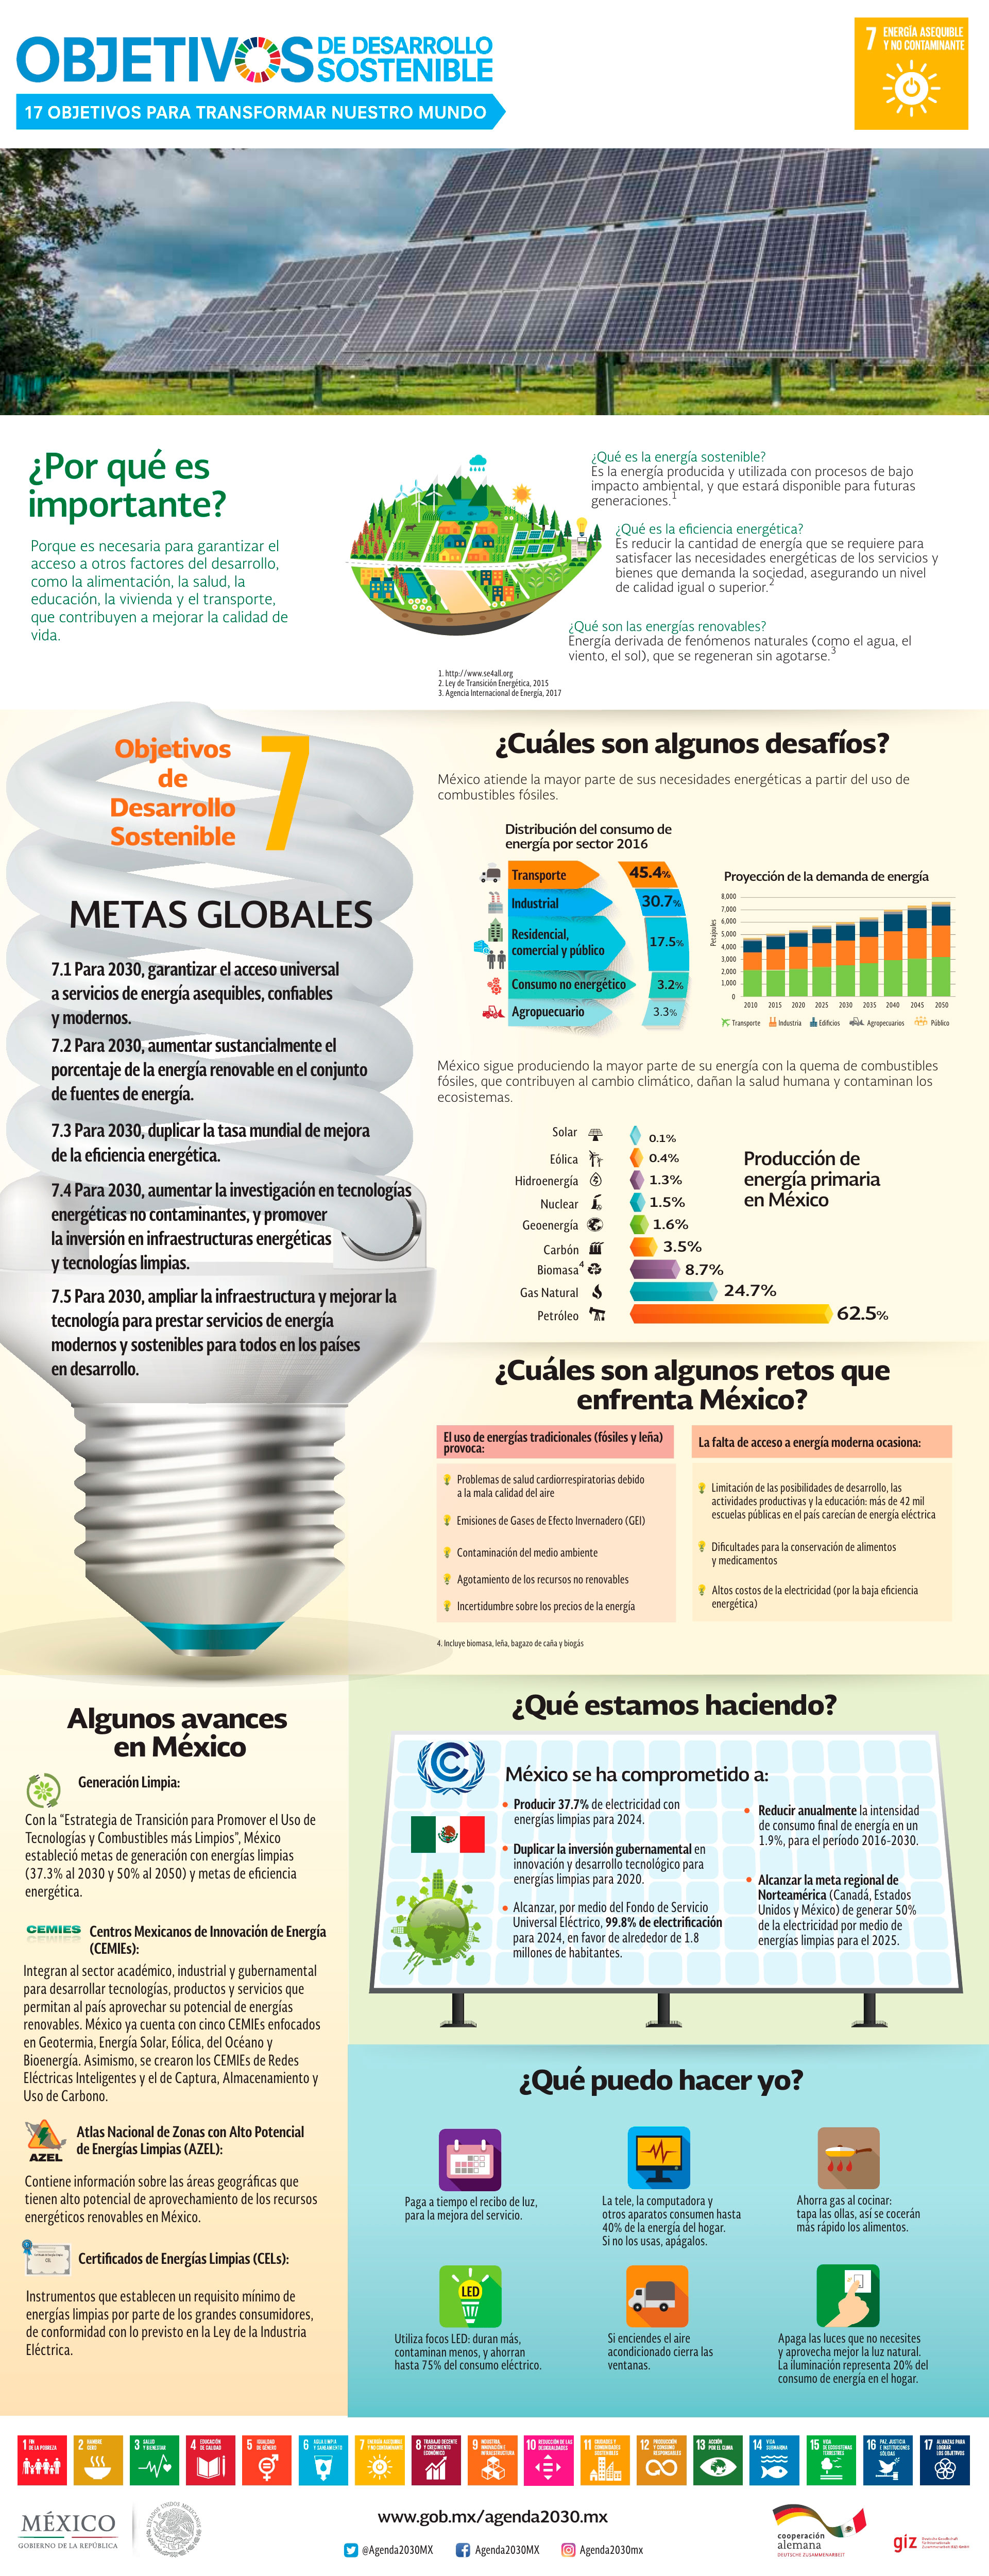 OBJETIVOS DE DESARROLLO
SOSTENIBLE
17 OBJETIVOS PARA TRANSFORMAR NUESTRO MUNDO
7 ENERGÍA ASEQUIBLE
Y NO CONTAMINANTE
¿Por qué es
importante?
Porque es necesaria para garantizar el
acceso a otros factores del desarrollo,
como la alimentación, la salud, la
educación, la vivienda y el transporte,
que contribuyen a mejorar la calidad de
vida.
¿Qué es la energía sostenible?
Es la energía producida y utilizada con procesos de bajo
impacto ambiental, y que estará disponible para futuras
generaciones.1
¿Qué es la eficiencia energética?
Es reducir la cantidad de energía que se requiere para
satisfacer las necesidades energéticas de los servicios y
bienes que demanda la sociedad, asegurando un nivel
de calidad igual o superior.2
¿Qué son las energías renovables?
Energía derivada de fenómenos naturales (como el agua, el
viento, el sol), que se regeneran sin agotarse.3
1. http://www.se4all.org
2. Ley de Transición Energética, 2015
3. Agencia Internacional de Energía, 2017
Objetivos
de
Desarrollo
Sostenible
7
METAS GLOBALES
7.1 Para 2030, garantizar el acceso universal
a servicios de energía asequibles, confiables
y modernos.
7.2 Para 2030, aumentar sustancialmente el
porcentaje de la energía renovable en el conjunto
de fuentes de energía.
7.3 Para 2030, duplicar la tasa mundial de mejora
de la eficiencia energética.
7.4 Para 2030, aumentar la investigación en tecnologías
energéticas no contaminantes, y promover
la inversión en infraestructuras energéticas
y tecnologías limpias.
7.5 Para 2030, ampliar la infraestructura y mejorar la
tecnología para prestar servicios de energía
modernos y sostenibles para todos en los países
en desarrollo.
¿Cuáles son algunos desafíos?
México atiende la mayor parte de sus necesidades energéticas a partir del uso de
combustibles fósiles.
Distribución del consumo de
energía por sector 2016
Transporte 45.4%
Industrial 30.7%
Residencial,
comercial y público 17.5%
Consumo no energético 3.2%
Agropuecuario 3.3%
Proyección de la demanda de energía
Petajoules
8,000
7,000
6,000
5,000
4,000
3,000
2,000
1,000
0
2010 2015 2020 2025 2030 2035 2040 2045 2050
Transporte Industria Edificios Agropecuarios Público
México sigue produciendo la mayor parte de su energía con la quema de combustibles
fósiles, que contribuyen al cambio climático, dañan la salud humana y contaminan los
ecosistemas.
Producción de
energía primaria
en México
Solar 0.1%
Eólica 0.4%
Hidroenergía 1.3%
Nuclear 1.5%
Geoenergía 1.6%
Carbón 3.5%
Biomasa4 8.7%
Gas Natural 24.7%
Petróleo 62.5%
¿Cuáles son algunos retos que
enfrenta México?
El uso de energías tradicionales (fósiles y leña)
provoca:
Problemas de salud cardiorrespiratorias debido
a la mala calidad del aire
Emisiones de Gases de Efecto Invernadero (GEI)
Contaminación del medio ambiente
Agotamiento de los recursos no renovables
Incertidumbre sobre los precios de la energía
La falta de acceso a energía moderna ocasiona:
Limitación de las posibilidades de desarrollo, las
actividades productivas y la educación: más de 42 mil
escuelas públicas en el país carecían de energía eléctrica
Dificultades para la conservación de alimentos
y medicamentos
Altos costos de la electricidad (por la baja eficiencia
energética)
4. Incluye biomasa, leña, bagazo de caña y biogás
Algunos avances
en México
Generación Limpia:
Con la “Estrategia de Transición para Promover el Uso de
Tecnologías y Combustibles más Limpios”, México
estableció metas de generación con energías limpias
(37.3% al 2030 y 50% al 2050) y metas de eficiencia
energética.
CEMIES
Centros Mexicanos de Innovación de Energía
(CEMIEs):
Integran al sector académico, industrial y gubernamental
para desarrollar tecnologías, productos y servicios que
permitan al país aprovechar su potencial de energías
renovables. México ya cuenta con cinco CEMIEs enfocados
en Geotermia, Energía Solar, Eólica, del Océano y
Bioenergía. Asimismo, se crearon los CEMIEs de Redes
Eléctricas Inteligentes y el de Captura, Almacenamiento y
Uso de Carbono.
AZEL
Atlas Nacional de Zonas con Alto Potencial
de Energías Limpias (AZEL):
Contiene información sobre las áreas geográficas que
tienen alto potencial de aprovechamiento de los recursos
energéticos renovables en México.
Certificados de Energías Limpias (CELs):
Instrumentos que establecen un requisito mínimo de
energías limpias por parte de los grandes consumidores,
de conformidad con lo previsto en la Ley de la Industria
Eléctrica.
¿Qué estamos haciendo?
México se ha comprometido a:
Producir 37.7% de electricidad con
energías limpias para 2024.
Duplicar la inversión gubernamental en
innovación y desarrollo tecnológico para
energías limpias para 2020.
Alcanzar, por medio del Fondo de Servicio
Universal Eléctrico, 99.8% de electrificación
para 2024, en favor de alrededor de 1.8
millones de habitantes.
Reducir anualmente la intensidad
de consumo final de energía en un
1.9%, para el período 2016-2030.
Alcanzar la meta regional de
Norteamérica (Canadá, Estados
Unidos y México) de generar 50%
de la electricidad por medio de
energías limpias para el 2025.
¿Qué puedo hacer yo?
Paga a tiempo el recibo de luz,
para la mejora del servicio.
La tele, la computadora y
otros aparatos consumen hasta
40% de la energía del hogar.
Si no los usas, apágalos.
Ahorra gas al cocinar:
tapa las ollas, así se cocerán
más rápido los alimentos.
LED
Utiliza focos LED: duran más,
contaminan menos, y ahorran
hasta 75% del consumo eléctrico.
Si enciendes el aire
acondicionado cierra las
ventanas.
Apaga las luces que no necesites
y aprovecha mejor la luz natural.
La iluminación representa 20% del
consumo de energía en el hogar.
1 FIN
DE LA POBREZA
2 HAMBRE
CERO
3 SALUD
Y BIENESTAR
4 EDUCACIÓN
DE CALIDAD
5 IGUALDAD
DE GÉNERO
6 AGUA LIMPIA
Y SANEAMIENTO
7 ENERGÍA ASEQUIBLE
Y NO CONTAMINANTE
8 TRABAJO DECENTE
Y CRECIMIENTO
ECONÓMICO
9 INDUSTRIA,
INNOVACIÓN E
INFRAESTRUCTURA
10 REDUCCIÓN DE LAS
DESIGUALDADES
11 CIUDADES Y
COMUNIDADES
SOSTENIBLES
12 PRODUCCIÓN
Y CONSUMO
RESPONSABLES
13 ACCIÓN
POR EL CLIMA
14 VIDA
SUBMARINA
15 VIDA
DE ECOSISTEMAS
TERRESTRES
16 PAZ, JUSTICIA
E INSTITUCIONES
SÓLIDAS
17 ALIANZAS PARA
LOGRAR
LOS OBJETIVOS
MÉXICO
GOBIERNO DE LA REPÚBLICA
ESTADOS UNIDOS MEXICANOS
www.gob.mx/agenda2030.mx
@Agenda2030MX Agenda2030MX Agenda2030mx
cooperación
alemana
DEUTSCHE ZUSAMMENARBEIT
giz